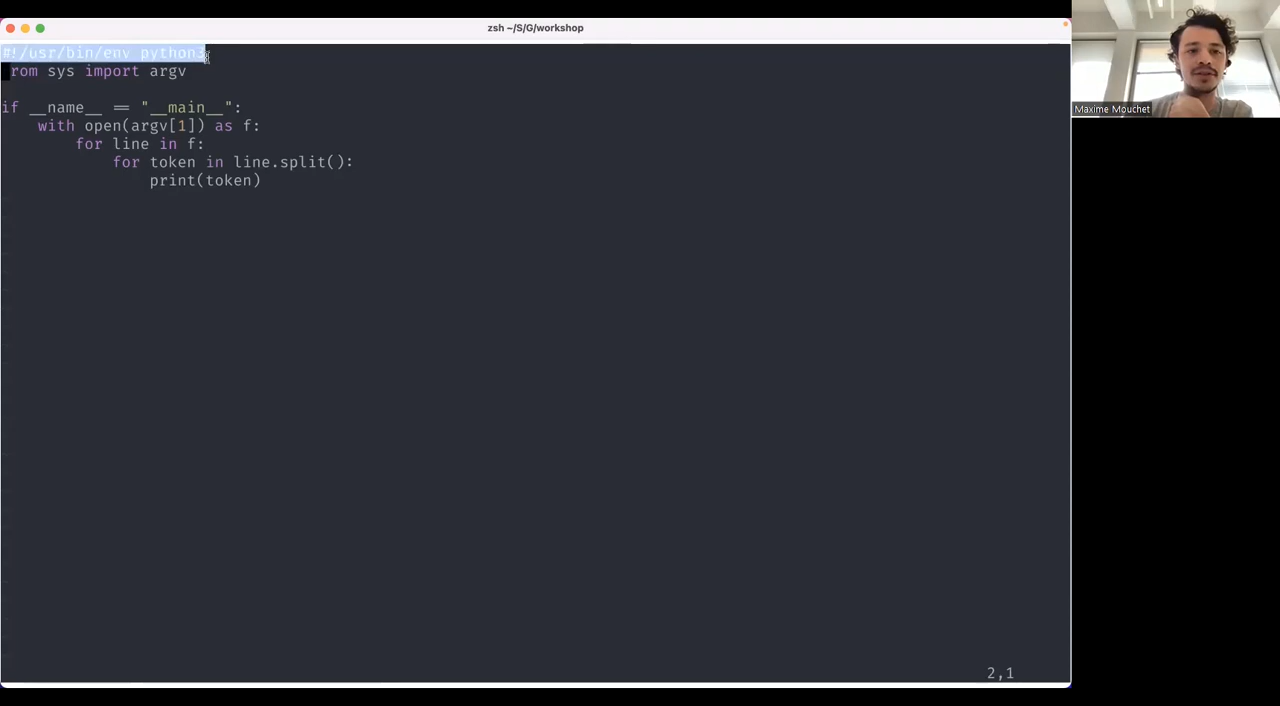 zsh ~/S/G/workshop
#!/usr/bin/env python3
rom sys import argv
if __name__ == "__main__":
with open(argv[1]) as f:
for line in f:
for token in line.split():
print(token)
2,1
Maxime Mouchet